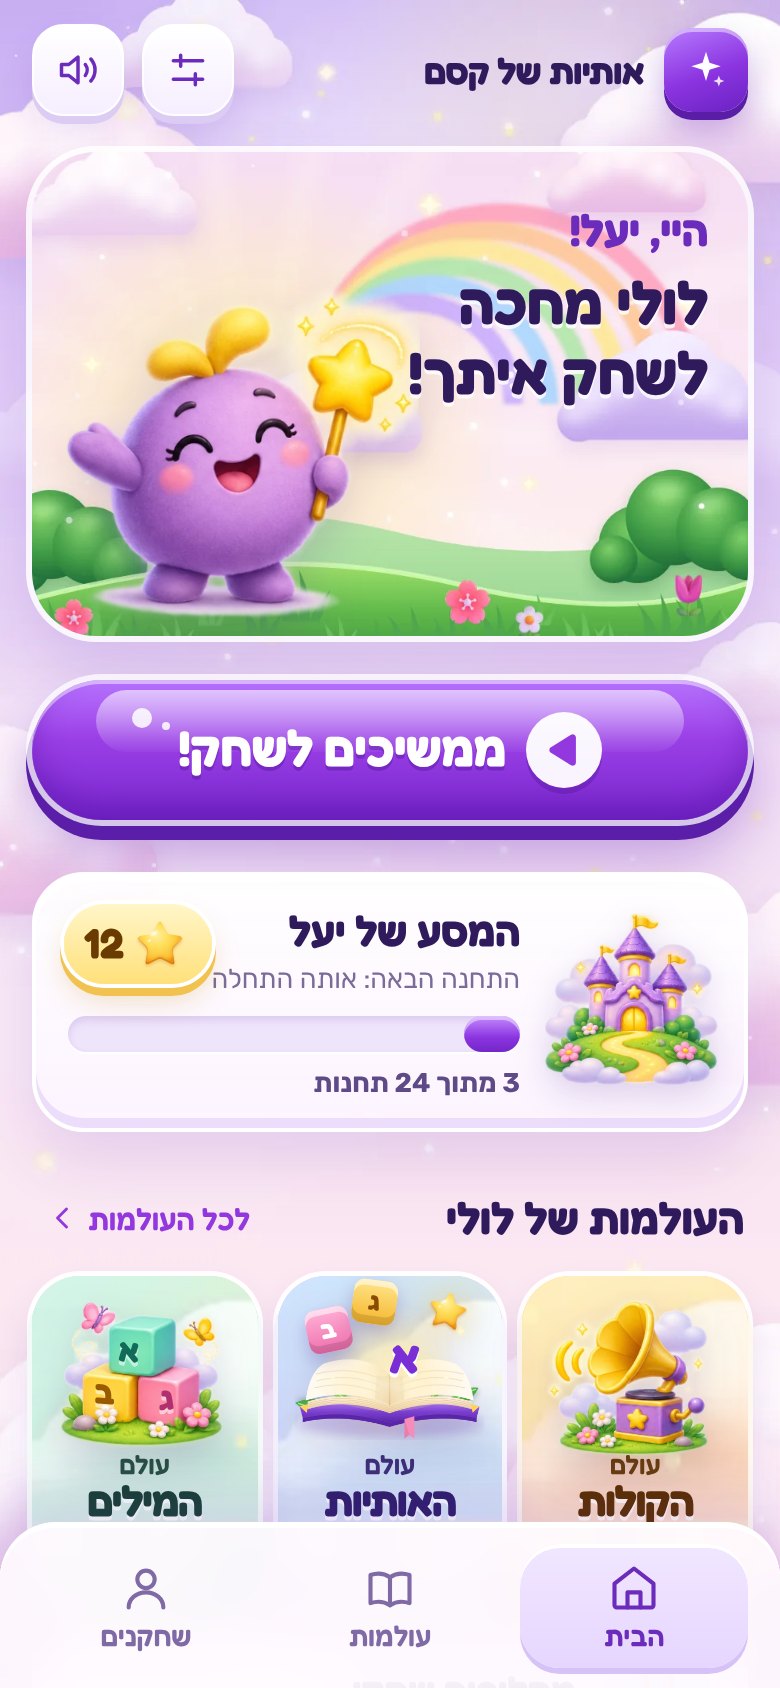 אותיות של קסם
היי, יעל!
לולי מחכה
לשחק איתך!
ממשיכים לשחק!
המסע של יעל
12
התחנה הבאה: אותה התחלה
3 מתוך 24 תחנות
העולמות של לולי
לכל העולמות
עולם
הקולות
ג
ב
א
עולם
האותיות
א
ב
ג
עולם
המילים
הבית
עולמות
שחקנים